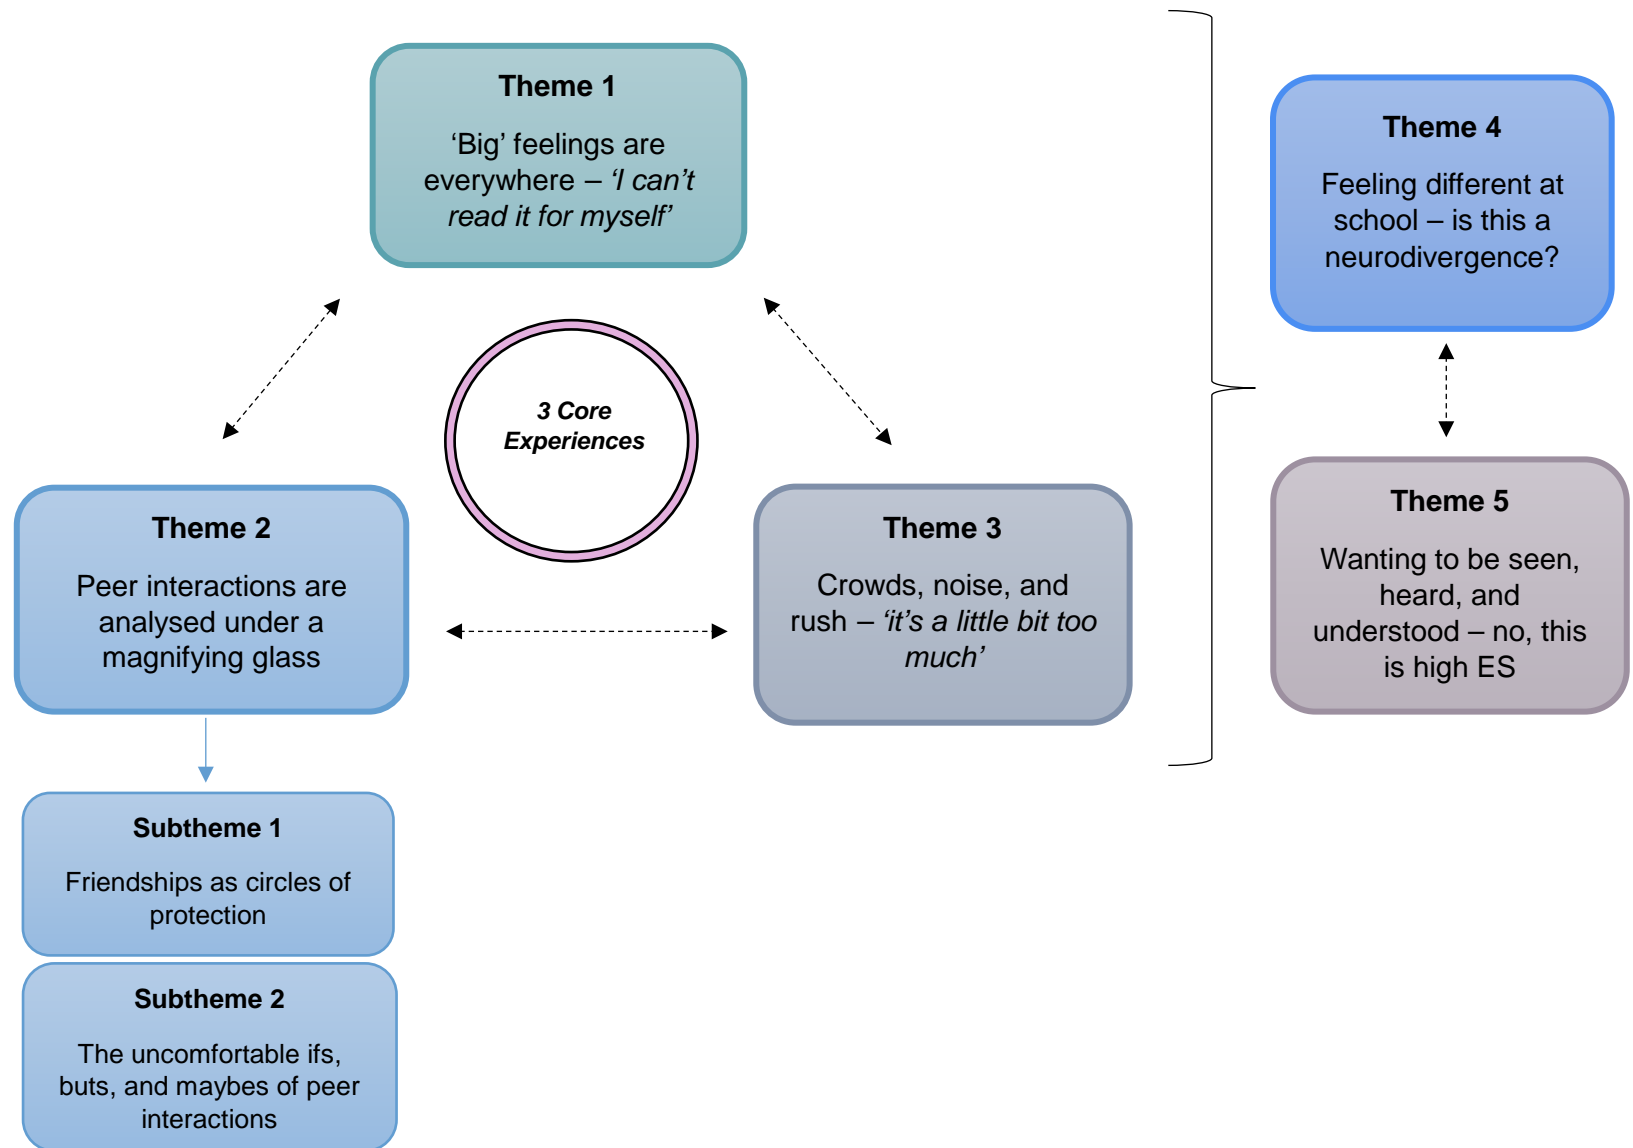 Theme 1
‘Big’ feelings are
everywhere – ‘I can’t
read it for myself’
3 Core
Experiences
Theme 2
Peer interactions are
analysed under a
magnifying glass
Theme 3
Crowds, noise, and
rush – ‘it’s a little bit too
much’
Subtheme 1
Friendships as circles of
protection
Subtheme 2
The uncomfortable ifs,
buts, and maybes of peer
interactions
Theme 4
Feeling different at
school – is this a
neurodivergence?
Theme 5
Wanting to be seen,
heard, and
understood – no, this
is high ES